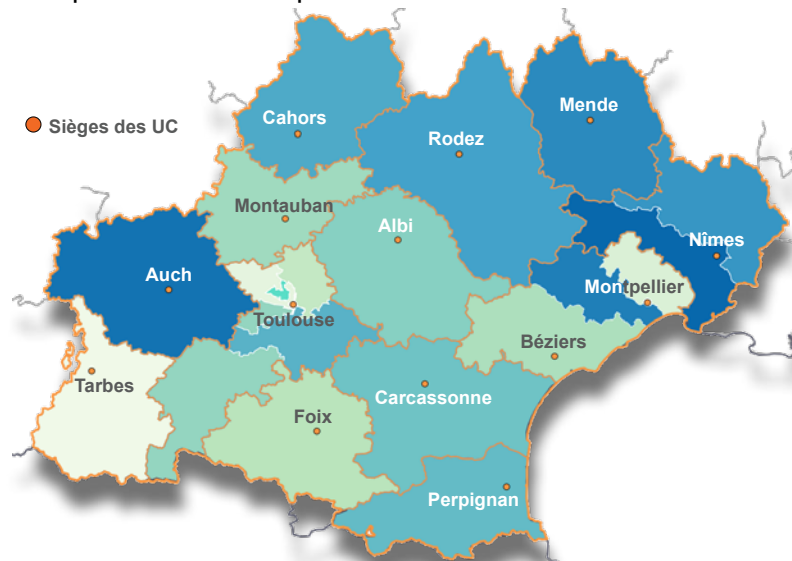 Mende
Cahors
Sièges des UC
Rodez
Montauban
Albi
Nîmes
Auch
Montpellier
Toulouse
Béziers
Tarbes
Carcassonne
Foix
Perpignan